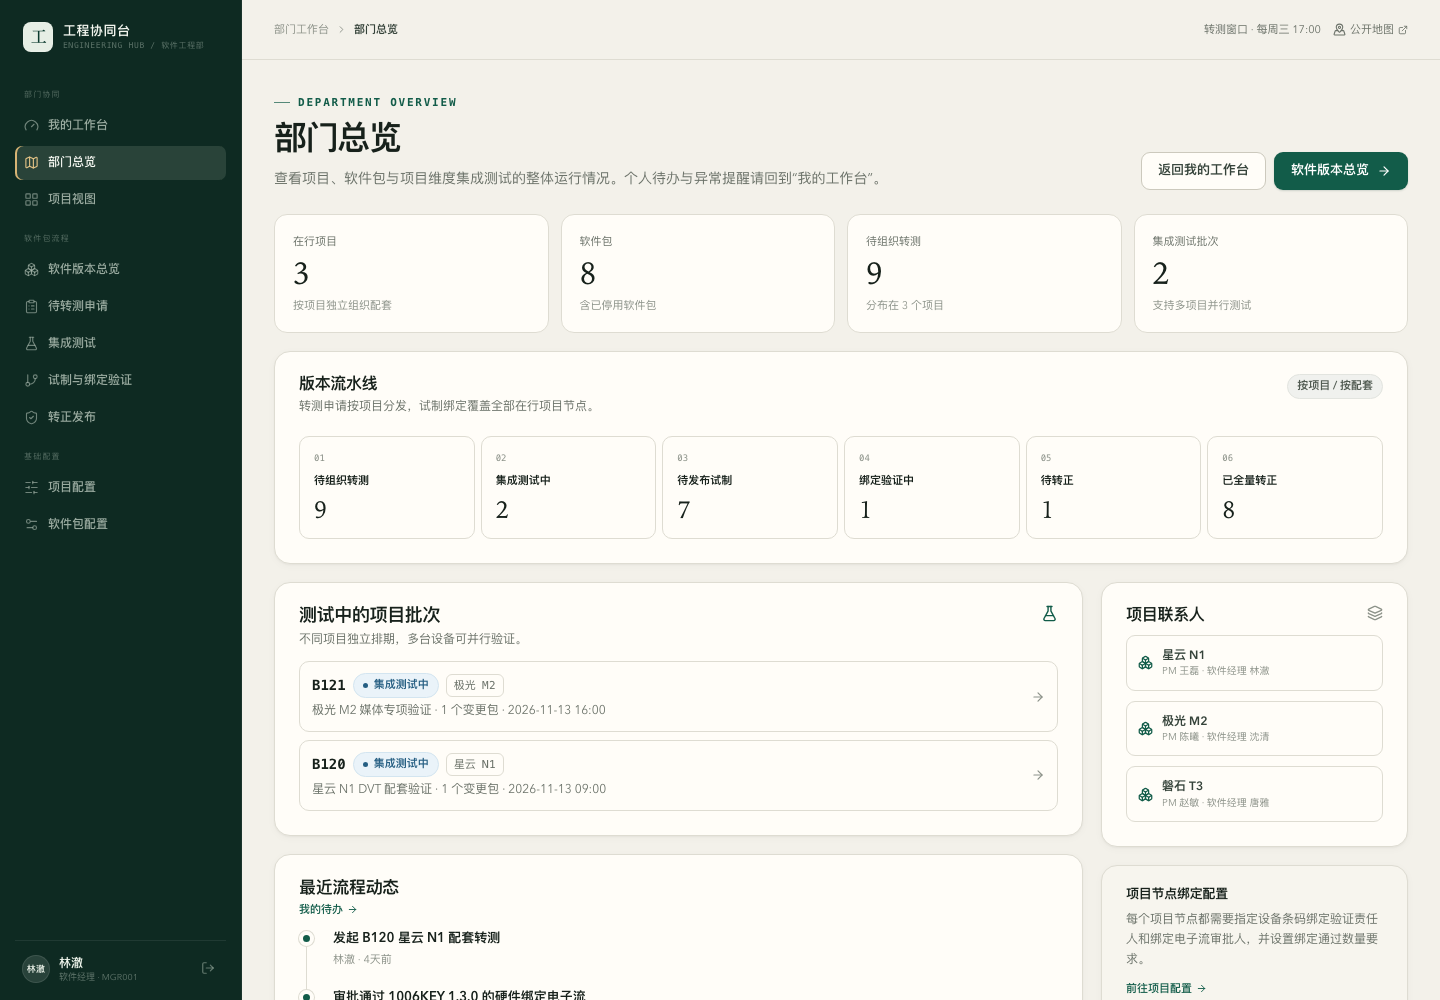 工
工程协同台
ENGINEERING HUB / 软件工程部
部门协同
我的工作台
部门总览
项目视图
软件包流程
软件版本总览
待转测申请
集成测试
试制与绑定验证
转正发布
基础配置
项目配置
软件包配置
林澈
林澈
软件经理 · MGR001
部门工作台 > 部门总览
转测窗口 · 每周三 17:00
公开地图
DEPARTMENT OVERVIEW
部门总览
查看项目、软件包与项目维度集成测试的整体运行情况。个人待办与异常提醒请回到“我的工作台”。
返回我的工作台
软件版本总览 →
在行项目
3
按项目独立组织配套
软件包
8
含已停用软件包
待组织转测
9
分布在 3 个项目
集成测试批次
2
支持多项目并行测试
版本流水线
转测申请按项目分发，试制绑定覆盖全部在行项目节点。
按项目 / 按配套
01
待组织转测
9
02
集成测试中
2
03
待发布试制
7
04
绑定验证中
1
05
待转正
1
06
已全量转正
8
测试中的项目批次
不同项目独立排期，多台设备可并行验证。
B121 集成测试中 极光 M2
极光 M2 媒体专项验证 · 1 个变更包 · 2026-11-13 16:00
B120 集成测试中 星云 N1
星云 N1 DVT 配套验证 · 1 个变更包 · 2026-11-13 09:00
项目联系人
星云 N1
PM 王磊 · 软件经理 林澈
极光 M2
PM 陈曦 · 软件经理 沈清
磐石 T3
PM 赵敏 · 软件经理 唐雅
最近流程动态
我的待办 →
发起 B120 星云 N1 配套转测
林澈 · 4天前
审批通过 1006KEY 1.3.0 的硬件绑定电子流
项目节点绑定配置
每个项目节点都需要指定设备条码绑定验证责任
人和绑定电子流审批人，并设置绑定通过数量要
求。
前往项目配置 →